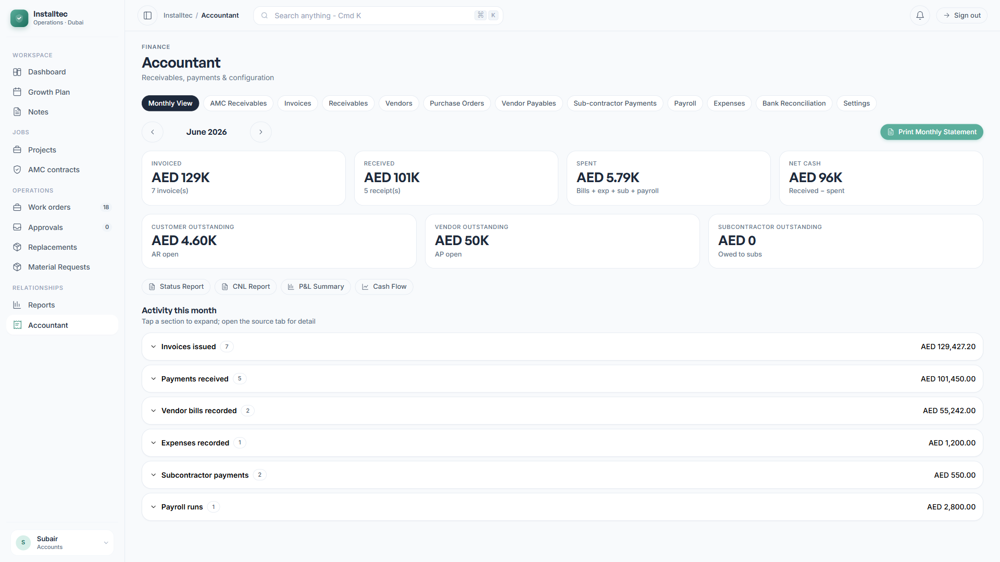 Installtec
Operations · Dubai
Installtec / Accountant
Search anything - Cmd K
⌘ K
Sign out
WORKSPACE
Dashboard
Growth Plan
Notes
JOBS
Projects
AMC contracts
OPERATIONS
Work orders 18
Approvals 0
Replacements
Material Requests
RELATIONSHIPS
Reports
Accountant
Subair
Accounts
S
FINANCE
Accountant
Receivables, payments & configuration
Monthly View
AMC Receivables
Invoices
Receivables
Vendors
Purchase Orders
Vendor Payables
Sub-contractor Payments
Payroll
Expenses
Bank Reconciliation
Settings
June 2026
Print Monthly Statement
INVOICED
AED 129K
7 invoice(s)
RECEIVED
AED 101K
5 receipt(s)
SPENT
AED 5.79K
Bills + exp + sub + payroll
NET CASH
AED 96K
Received − spent
CUSTOMER OUTSTANDING
AED 4.60K
AR open
VENDOR OUTSTANDING
AED 50K
AP open
SUBCONTRACTOR OUTSTANDING
AED 0
Owed to subs
Status Report
CNL Report
P&L Summary
Cash Flow
Activity this month
Tap a section to expand; open the source tab for detail
Invoices issued 7 AED 129,427.20
Payments received 5 AED 101,450.00
Vendor bills recorded 2 AED 55,242.00
Expenses recorded 1 AED 1,200.00
Subcontractor payments 2 AED 550.00
Payroll runs 1 AED 2,800.00